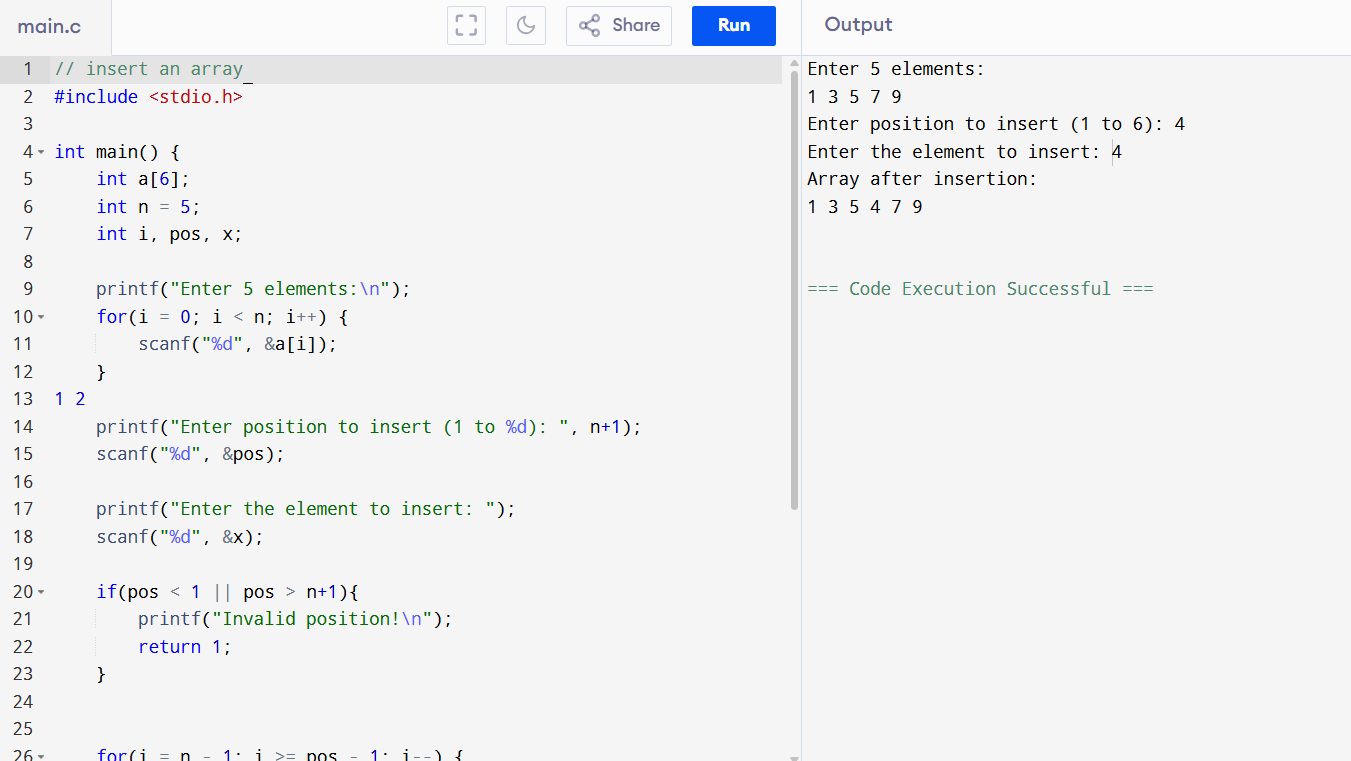 main.c
Share
Run
Output
1 // insert an array_
2 #include <stdio.h>
3
4 int main() {
5     int a[6];
6     int n = 5;
7     int i, pos, x;
8
9     printf("Enter 5 elements:\n");
10     for(i = 0; i < n; i++) {
11         scanf("%d", &a[i]);
12     }
13 1 2
14     printf("Enter position to insert (1 to %d): ", n+1);
15     scanf("%d", &pos);
16
17     printf("Enter the element to insert: ");
18     scanf("%d", &x);
19
20     if(pos < 1 || pos > n+1){
21         printf("Invalid position!\n");
22         return 1;
23     }
24
25
26     for(i = n - 1; i >= pos - 1; i--) {
Enter 5 elements:
1 3 5 7 9
Enter position to insert (1 to 6): 4
Enter the element to insert: 4
Array after insertion:
1 3 5 4 7 9
=== Code Execution Successful ===